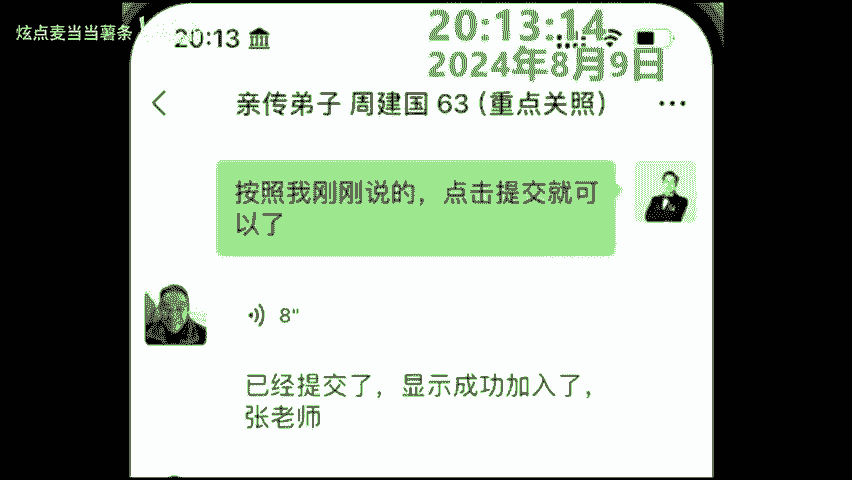 炫点麦当当薯条
20:13
20:13:14
2024年8月9日
亲传弟子 周建国 63 (重点关照)
按照我刚刚说的，点击提交就可
以了
8"
已经提交了，显示成功加入了，
张老师